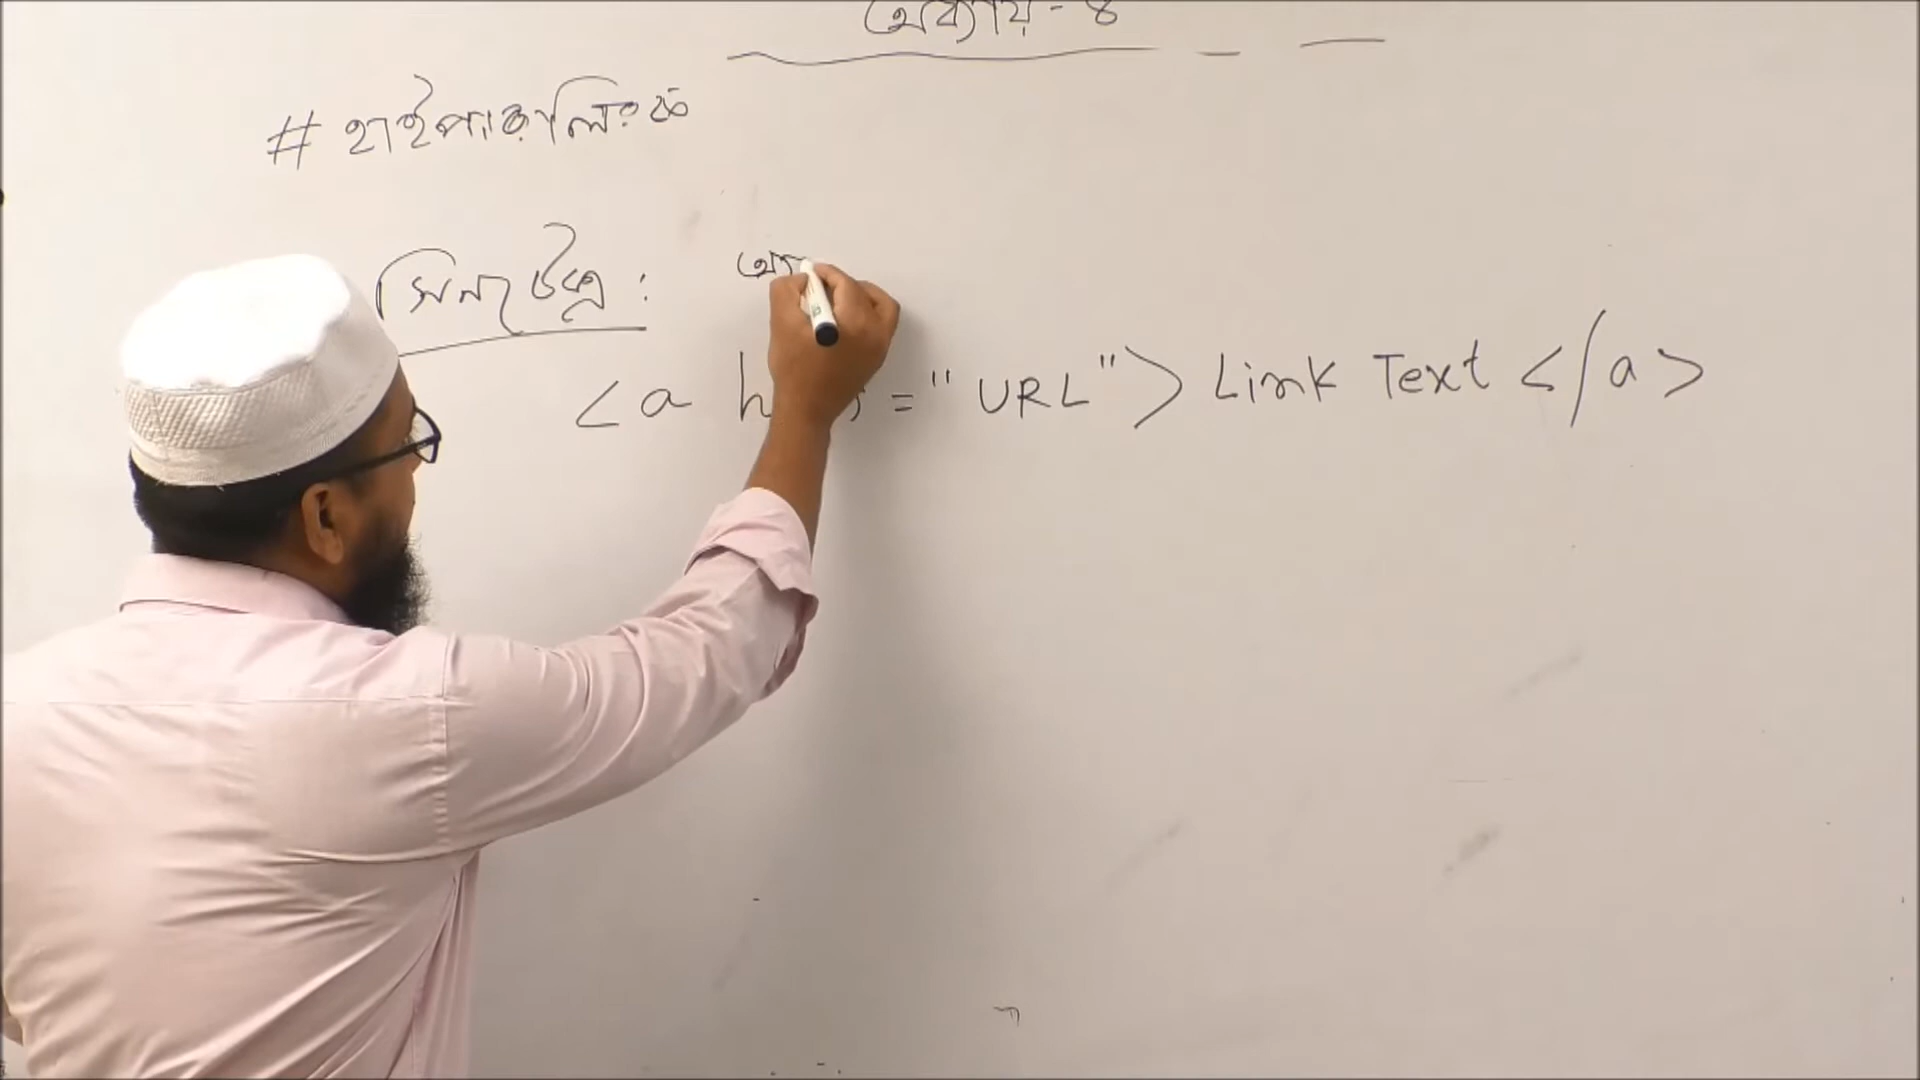 অধ্যায় - ৪
# হাইপারলিংক
সিনটেক্স :
অ্যা
<a h = "URL"> Link Text </a>